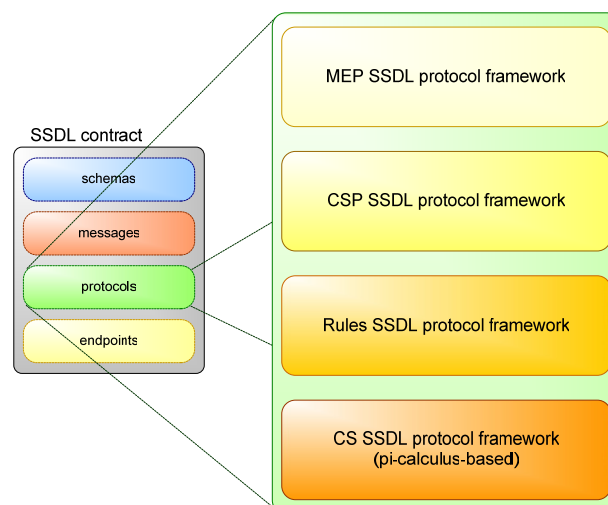 SSDL contract
schemas
messages
protocols
endpoints
MEP SSDL protocol framework
CSP SSDL protocol framework
Rules SSDL protocol framework
CS SSDL protocol framework
(pi-calculus-based)